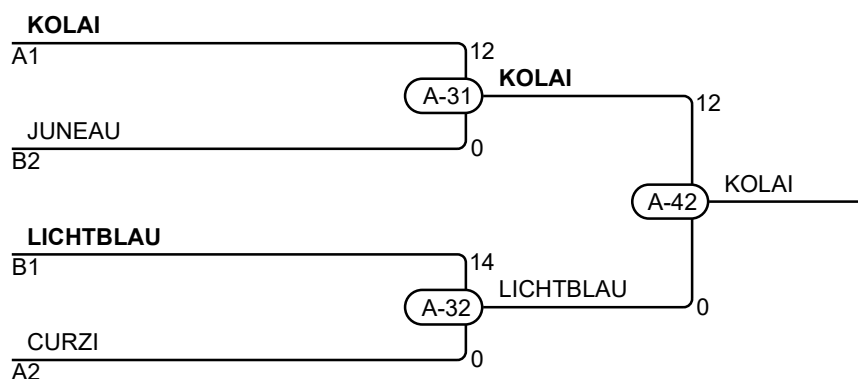 KOLAI
A1
12
A-31
KOLAI
12
JUNEAU
B2
0
A-42
KOLAI
LICHTBLAU
B1
14
A-32
LICHTBLAU
0
CURZI
A2
0